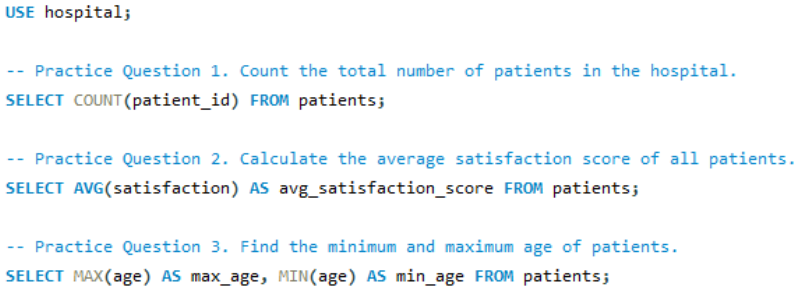 USE hospital;
-- Practice Question 1. Count the total number of patients in the hospital.
SELECT COUNT(patient_id) FROM patients;
-- Practice Question 2. Calculate the average satisfaction score of all patients.
SELECT AVG(satisfaction) AS avg_satisfaction_score FROM patients;
-- Practice Question 3. Find the minimum and maximum age of patients.
SELECT MAX(age) AS max_age, MIN(age) AS min_age FROM patients;